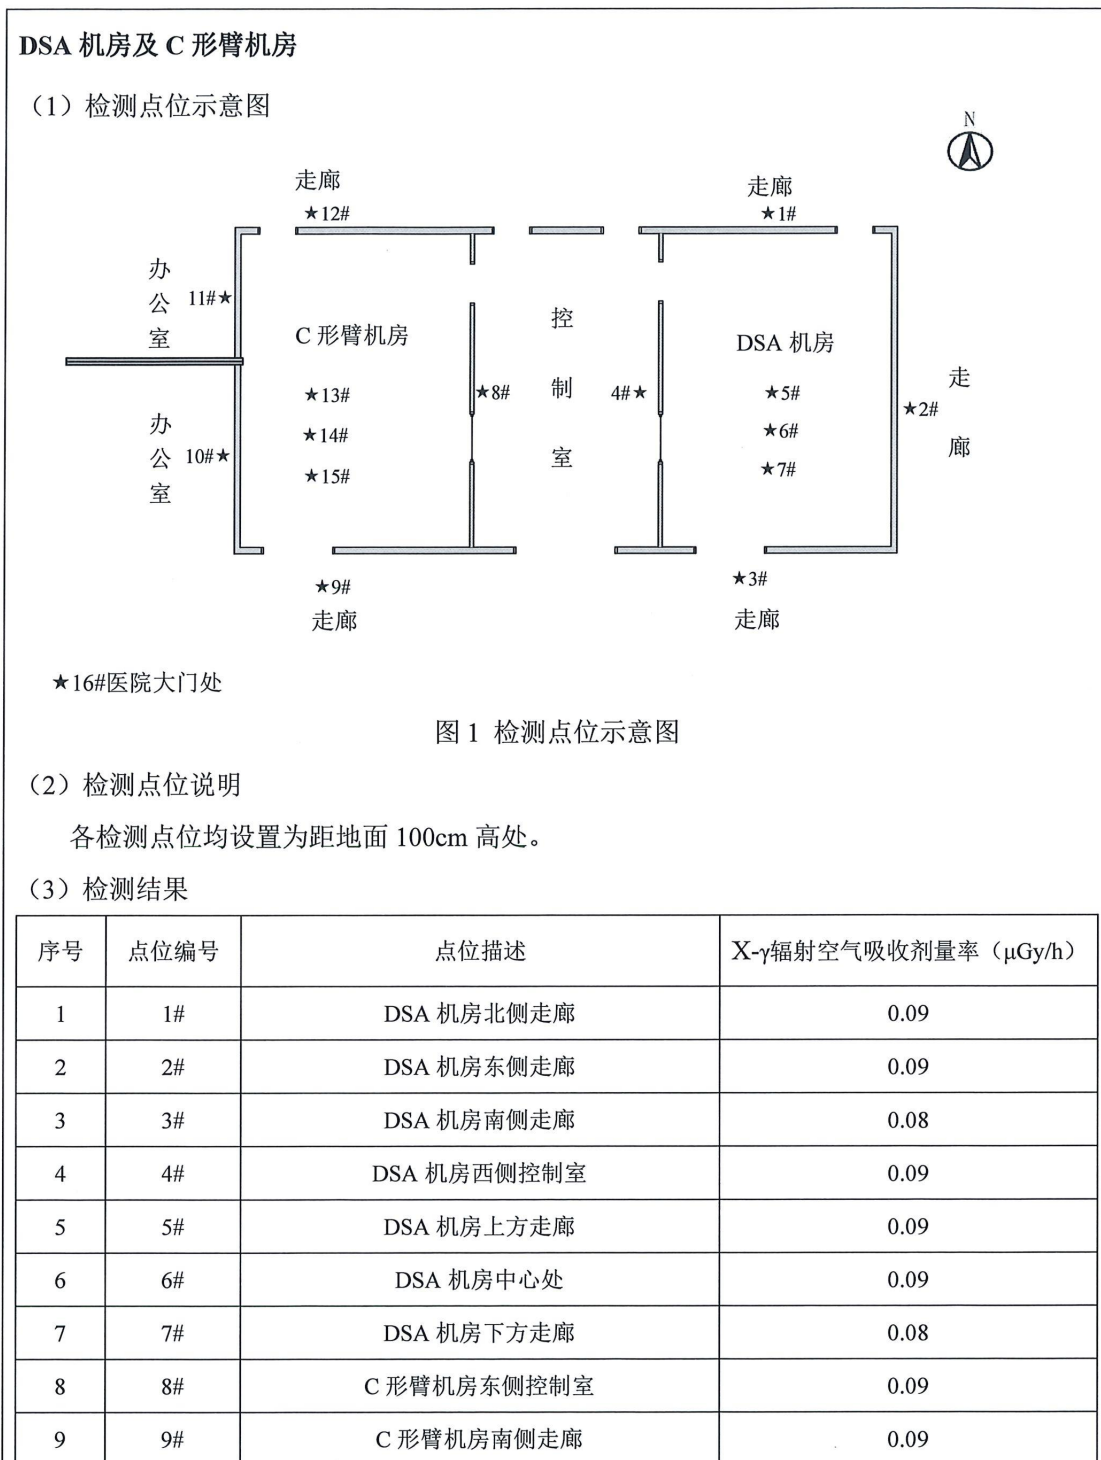 DSA 机房及 C 形臂机房
（1）检测点位示意图
N
走廊
★12#
走廊
★1#
办公室
11#★
C 形臂机房
控制室
DSA 机房
★13#
★8#
4#★
★5#
走廊
★2#
★14#
★6#
办公室
10#★
★15#
★7#
★9#
走廊
★3#
走廊
★16#医院大门处
图 1 检测点位示意图
（2）检测点位说明
各检测点位均设置为距地面 100cm 高处。
（3）检测结果
序号 点位编号 点位描述 X-γ辐射空气吸收剂量率（μGy/h）
1 1# DSA 机房北侧走廊 0.09
2 2# DSA 机房东侧走廊 0.09
3 3# DSA 机房南侧走廊 0.08
4 4# DSA 机房西侧控制室 0.09
5 5# DSA 机房上方走廊 0.09
6 6# DSA 机房中心处 0.09
7 7# DSA 机房下方走廊 0.08
8 8# C 形臂机房东侧控制室 0.09
9 9# C 形臂机房南侧走廊 0.09